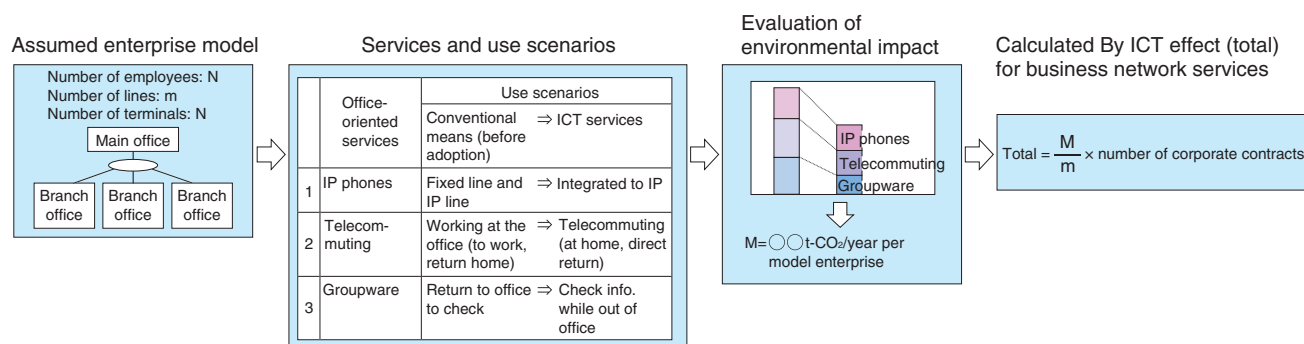 Assumed enterprise model
Number of employees: N
Number of lines: m
Number of terminals: N
Main office
Branch
office
Branch
office
Branch
office
Services and use scenarios
Office-
oriented
services
Use scenarios
Conventional
means (before
adoption)
⇒ ICT services
1
IP phones
Fixed line and
IP line
⇒ Integrated to IP
2
Telecom-
muting
Working at the
office (to work,
return home)
⇒ Telecommuting
(at home, direct
return)
3
Groupware
Return to office
to check
⇒ Check info.
while out of
office
Evaluation of
environmental impact
IP phones
Telecommuting
Groupware
M=○○t-CO₂/year per
model enterprise
Calculated By ICT effect (total)
for business network services
Total = M/m × number of corporate contracts